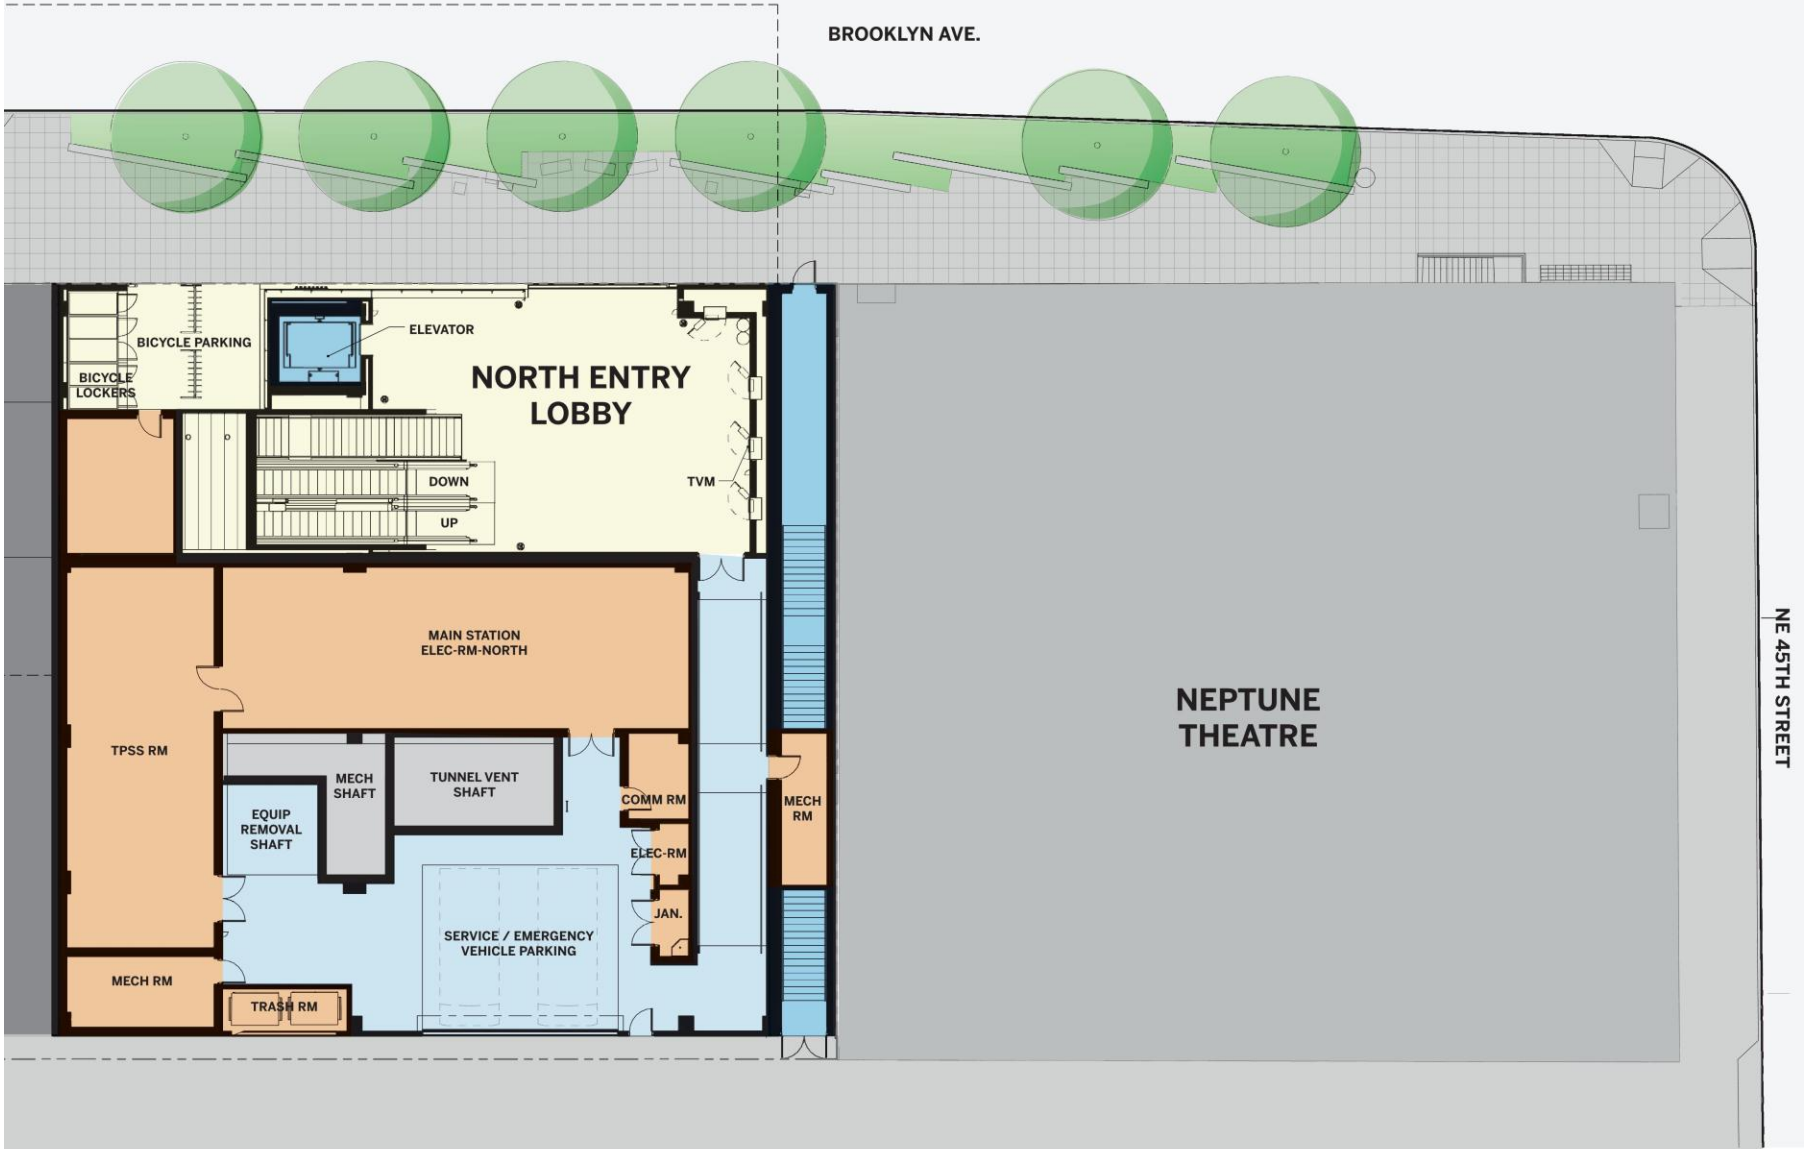 BROOKLYN AVE.
ELEVATOR
BICYCLE PARKING
BICYCLE
LOCKERS
NORTH ENTRY
LOBBY
DOWN
TVM
UP
MAIN STATION
ELEC-RM-NORTH
NE 45TH STREET
NEPTUNE
THEATRE
TPSS RM
MECH
SHAFT
TUNNEL VENT
SHAFT
COMM RM
MECH
RM
EQUIP
REMOVAL
SHAFT
ELEC-RM
JAN.
SERVICE / EMERGENCY
VEHICLE PARKING
MECH RM
TRASH RM